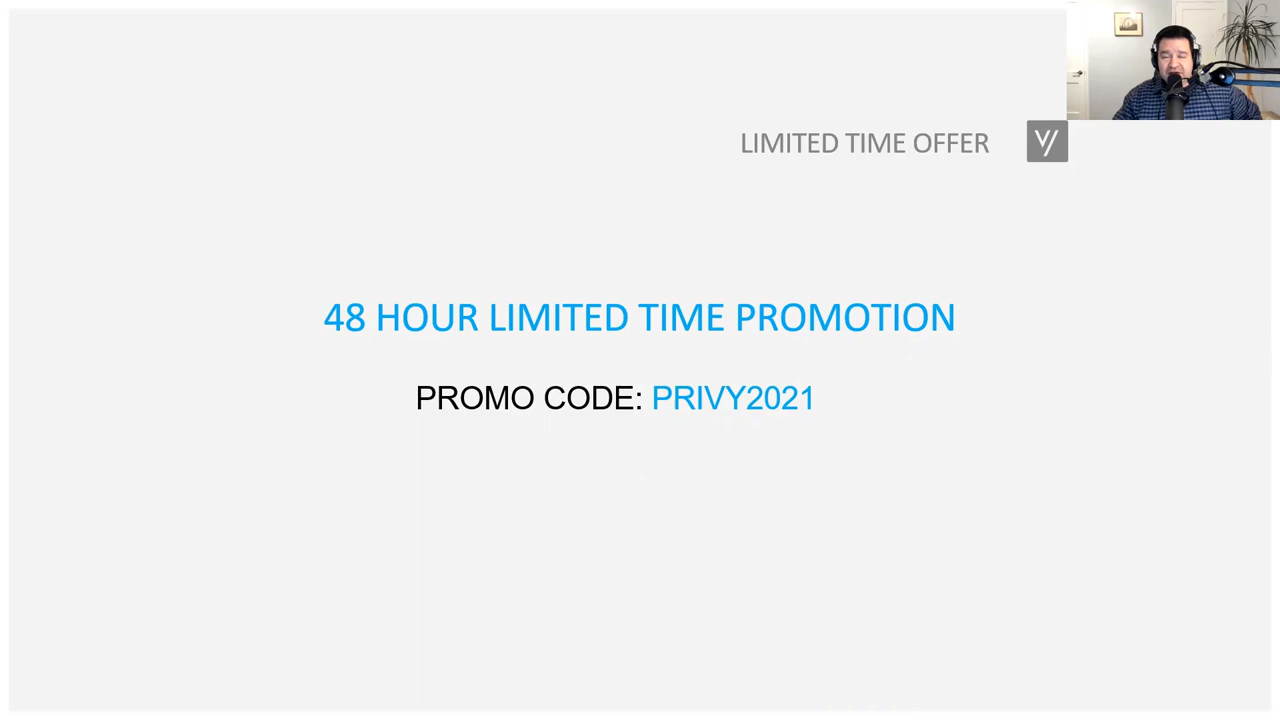 LIMITED TIME OFFER
48 HOUR LIMITED TIME PROMOTION
PROMO CODE: PRIVY2021